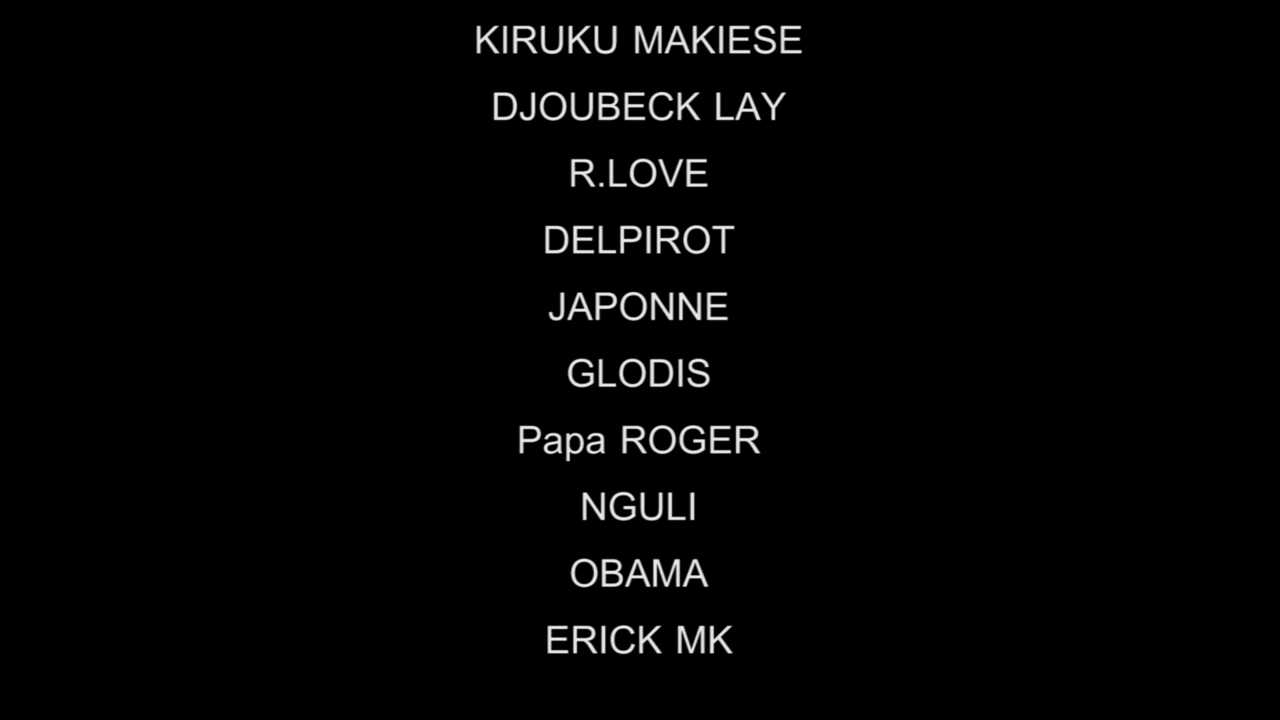 KIRUKU MAKIESE
DJOUBECK LAY
R.LOVE
DELPIROT
JAPONNE
GLODIS
Papa ROGER
NGULI
OBAMA
ERICK MK